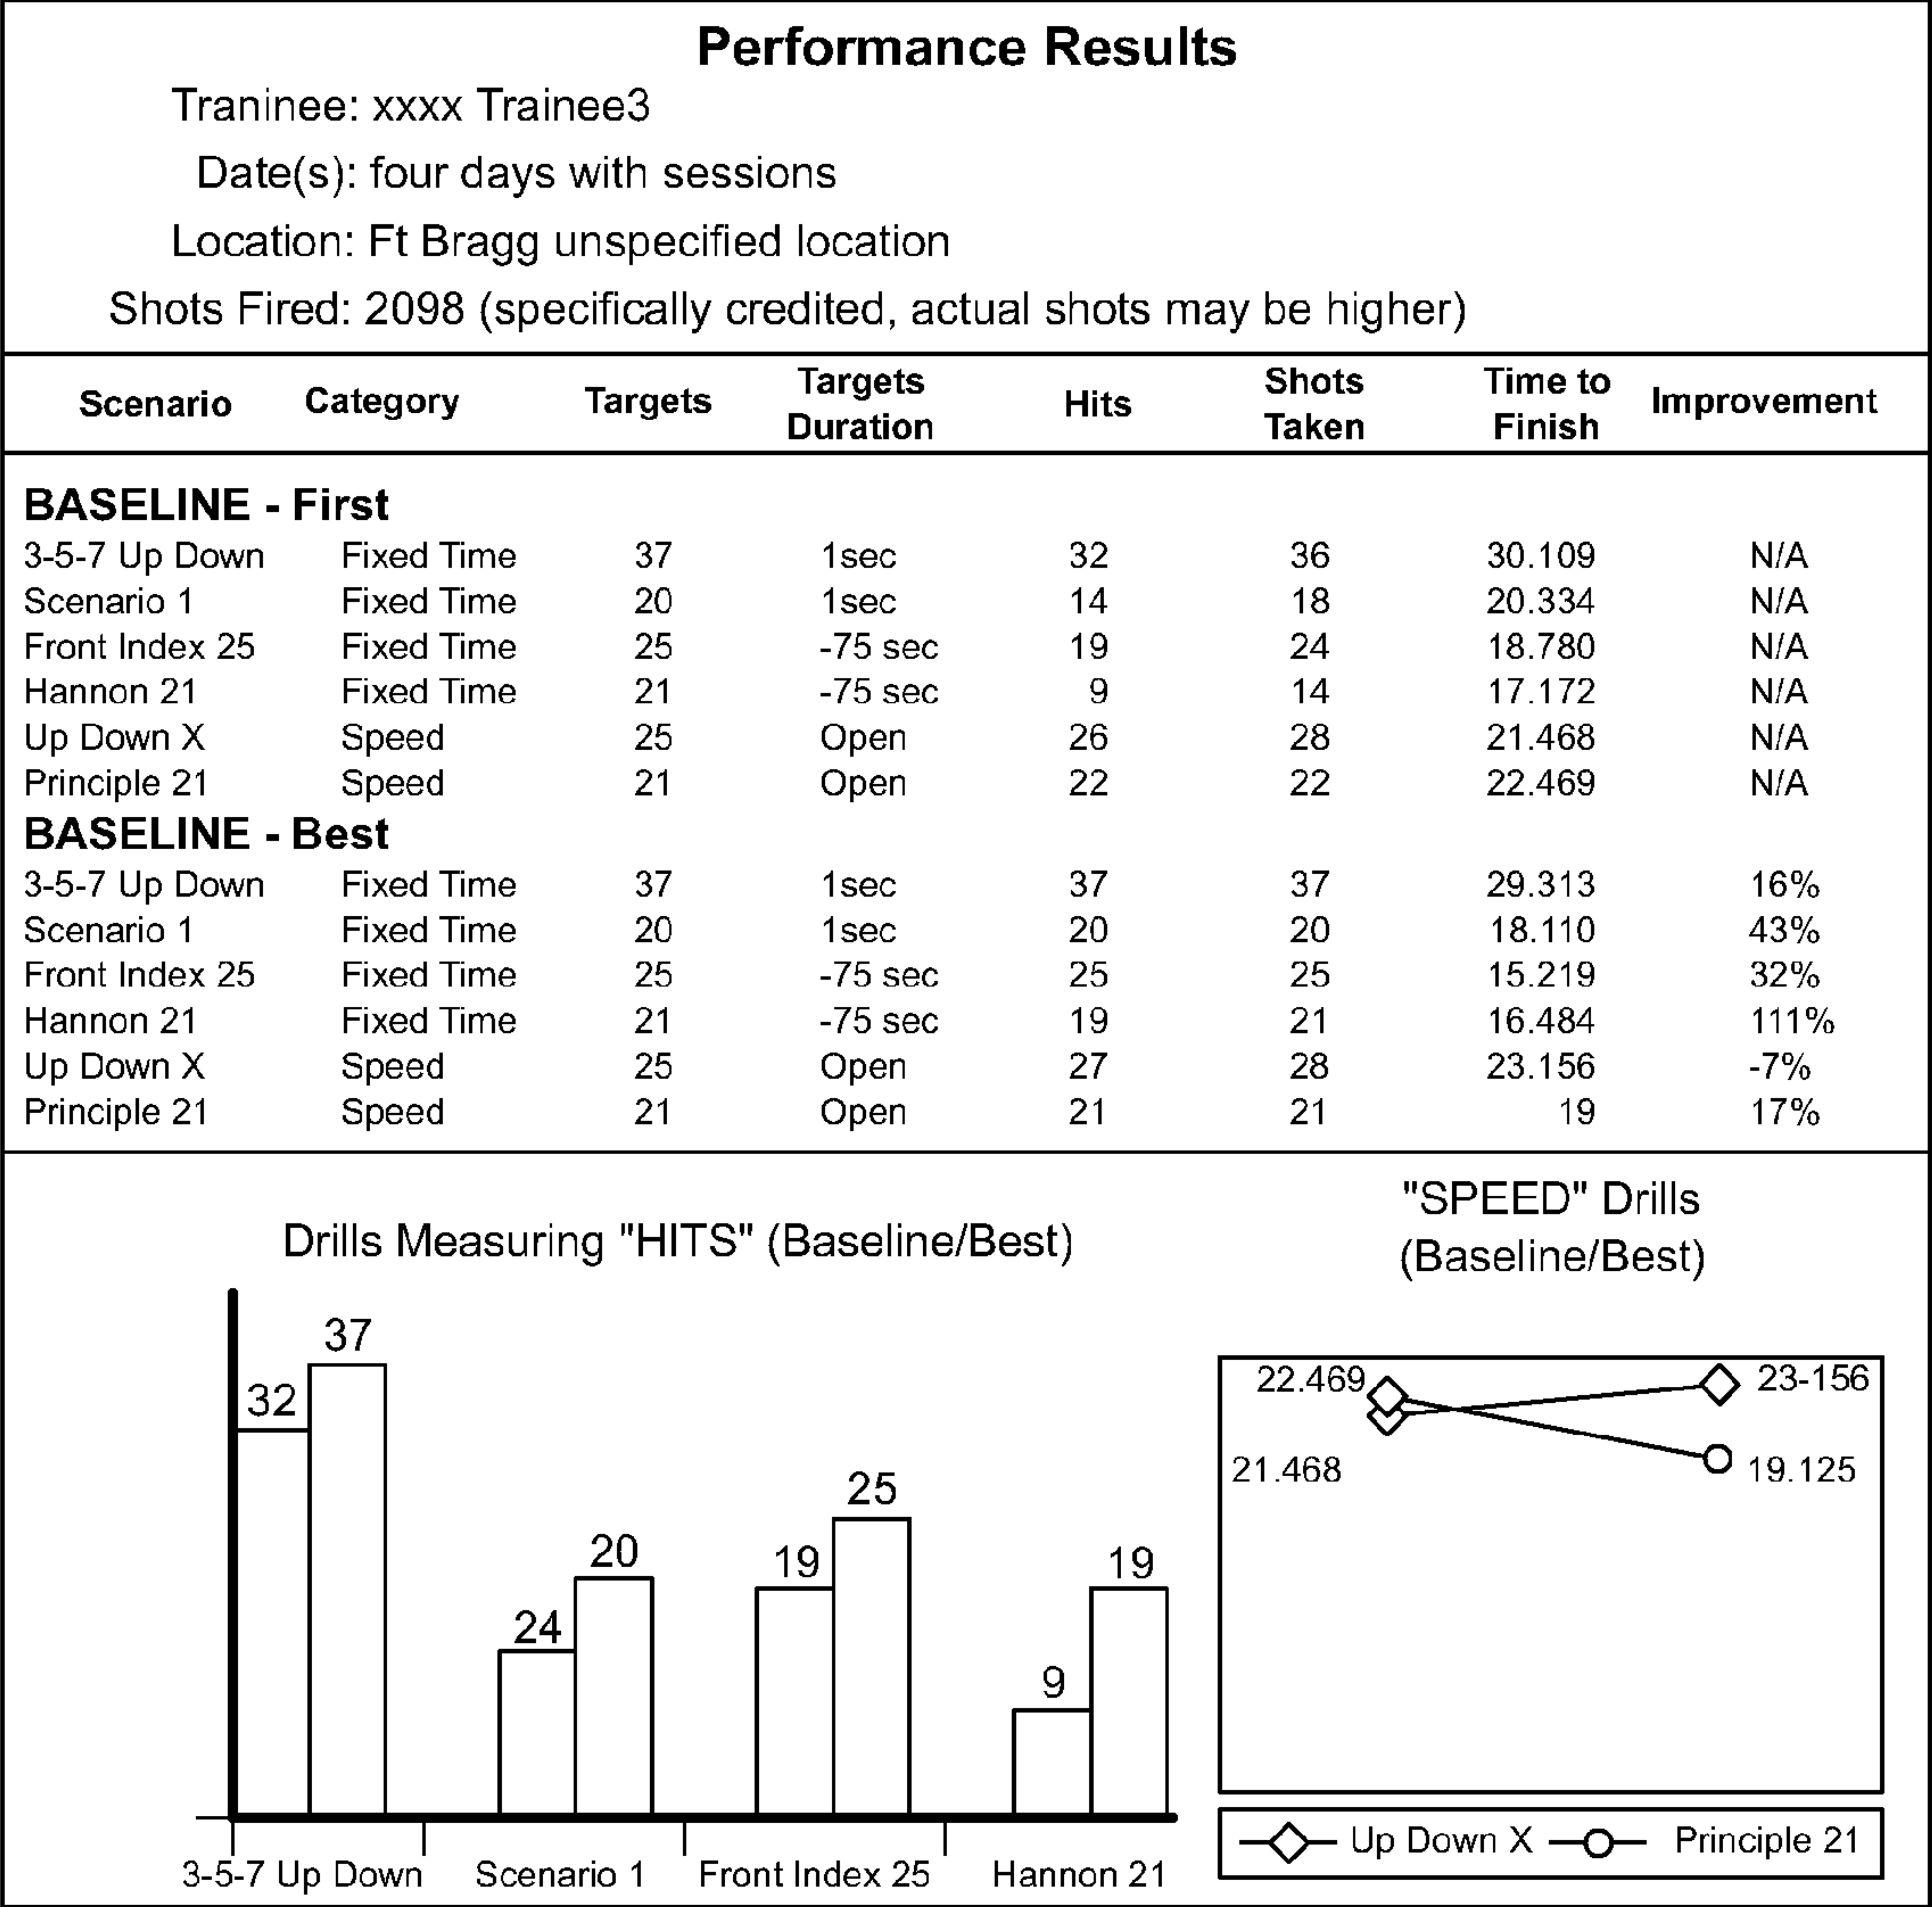 Performance Results
Traninee: xxxx Trainee3
Date(s): four days with sessions
Location: Ft Bragg unspecified location
Shots Fired: 2098 (specifically credited, actual shots may be higher)
Scenario Category Targets Targets Duration Hits Shots Taken Time to Finish Improvement
BASELINE - First
3-5-7 Up Down Fixed Time 37 1sec 32 36 30.109 N/A
Scenario 1 Fixed Time 20 1sec 14 18 20.334 N/A
Front Index 25 Fixed Time 25 -75 sec 19 24 18.780 N/A
Hannon 21 Fixed Time 21 -75 sec 9 14 17.172 N/A
Up Down X Speed 25 Open 26 28 21.468 N/A
Principle 21 Speed 21 Open 22 22 22.469 N/A
BASELINE - Best
3-5-7 Up Down Fixed Time 37 1sec 37 37 29.313 16%
Scenario 1 Fixed Time 20 1sec 20 20 18.110 43%
Front Index 25 Fixed Time 25 -75 sec 25 25 15.219 32%
Hannon 21 Fixed Time 21 -75 sec 19 21 16.484 111%
Up Down X Speed 25 Open 27 28 23.156 -7%
Principle 21 Speed 21 Open 21 21 19 17%
Drills Measuring "HITS" (Baseline/Best)
32 37
24 20
19 25
9 19
3-5-7 Up Down Scenario 1 Front Index 25 Hannon 21
"SPEED" Drills
(Baseline/Best)
22.469 23-156
21.468 19.125
Up Down X Principle 21